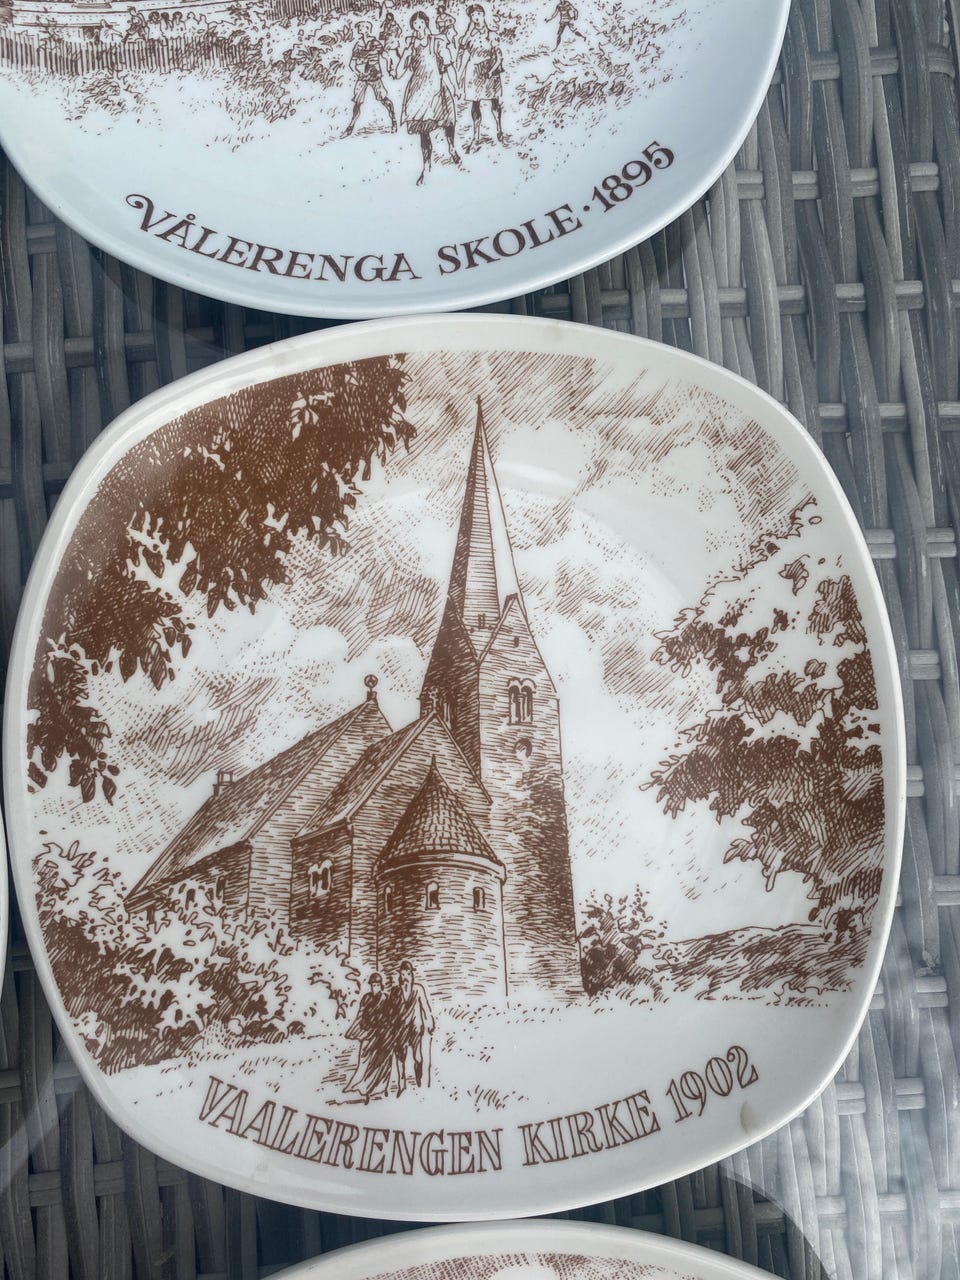 VÅLERENGA SKOLE · 1895
VAALERENGEN KIRKE 1902